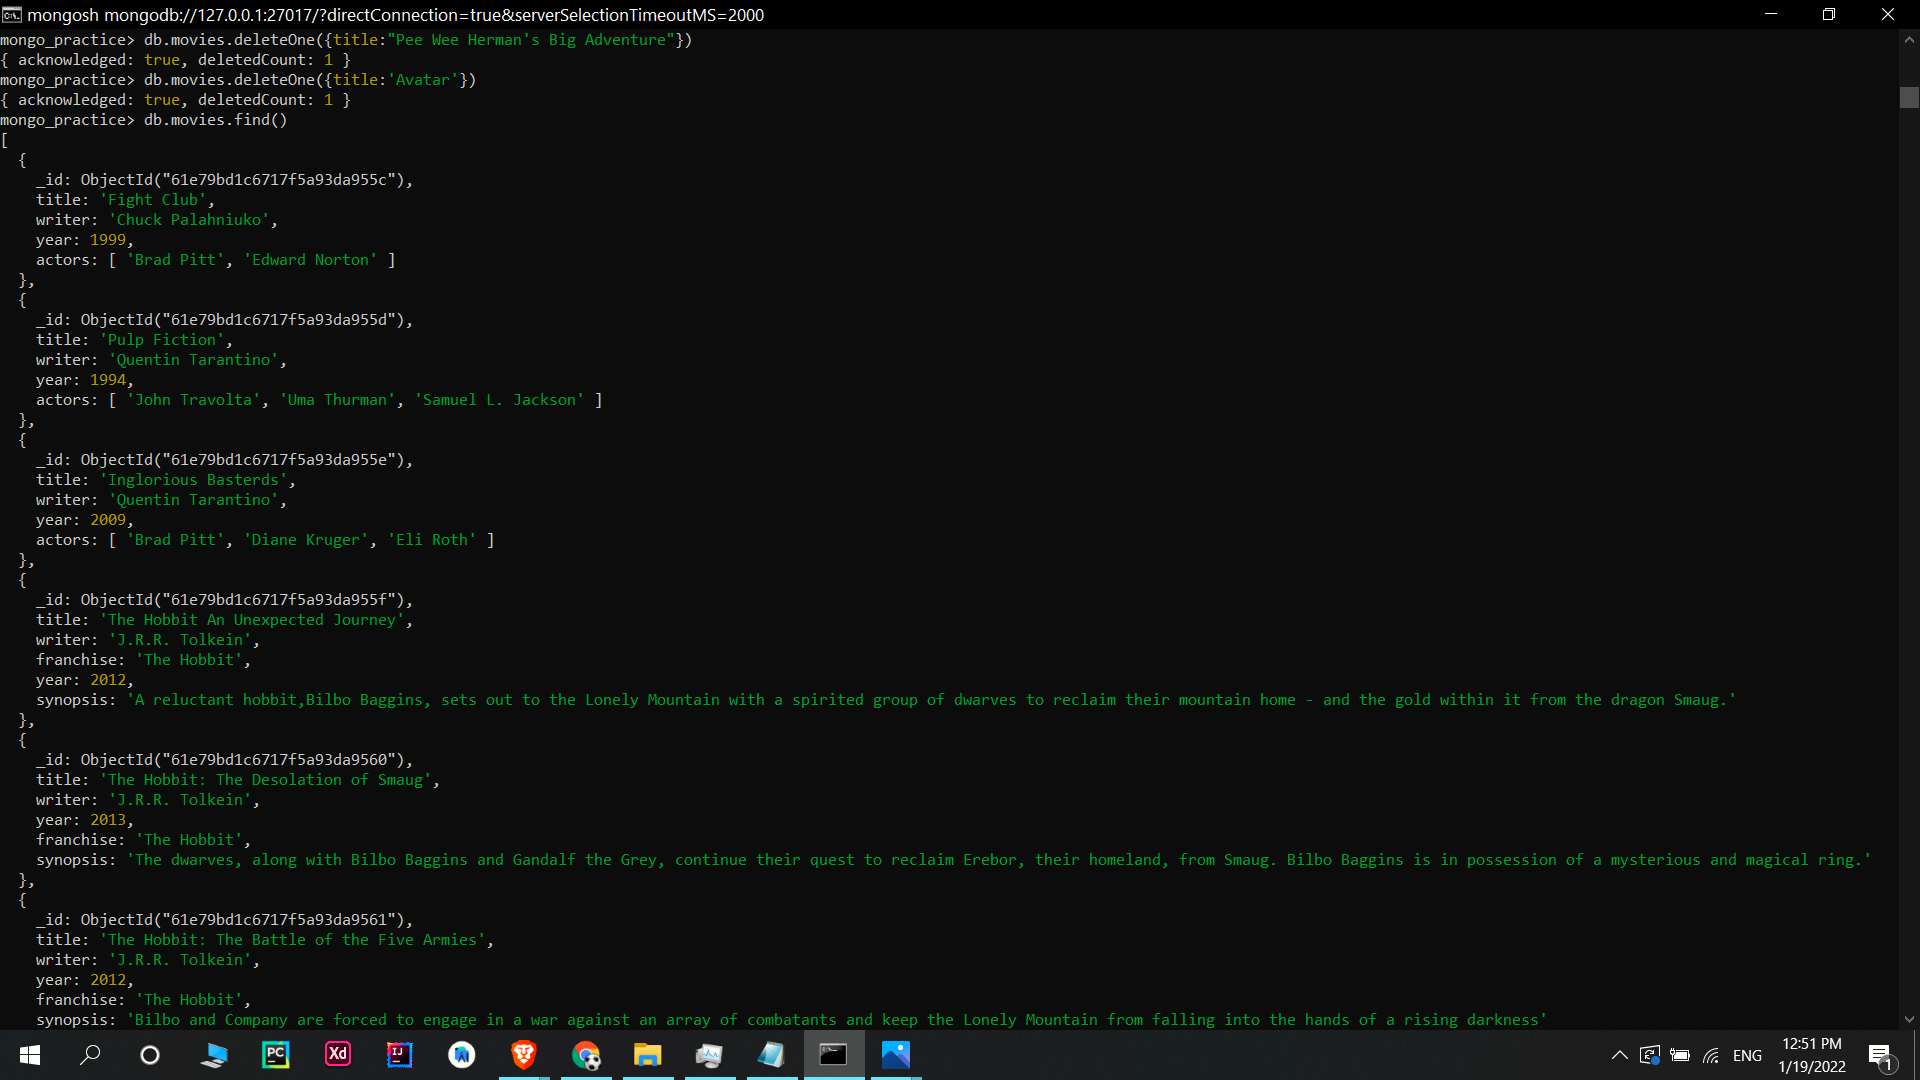 mongosh mongodb://127.0.0.1:27017/?directConnection=true&serverSelectionTimeoutMS=2000
mongo_practice> db.movies.deleteOne({title:"Pee Wee Herman's Big Adventure"})
{ acknowledged: true, deletedCount: 1 }
mongo_practice> db.movies.deleteOne({title:'Avatar'})
{ acknowledged: true, deletedCount: 1 }
mongo_practice> db.movies.find()
[
  {
    _id: ObjectId("61e79bd1c6717f5a93da955c"),
    title: 'Fight Club',
    writer: 'Chuck Palahniuko',
    year: 1999,
    actors: [ 'Brad Pitt', 'Edward Norton' ]
  },
  {
    _id: ObjectId("61e79bd1c6717f5a93da955d"),
    title: 'Pulp Fiction',
    writer: 'Quentin Tarantino',
    year: 1994,
    actors: [ 'John Travolta', 'Uma Thurman', 'Samuel L. Jackson' ]
  },
  {
    _id: ObjectId("61e79bd1c6717f5a93da955e"),
    title: 'Inglorious Basterds',
    writer: 'Quentin Tarantino',
    year: 2009,
    actors: [ 'Brad Pitt', 'Diane Kruger', 'Eli Roth' ]
  },
  {
    _id: ObjectId("61e79bd1c6717f5a93da955f"),
    title: 'The Hobbit An Unexpected Journey',
    writer: 'J.R.R. Tolkein',
    franchise: 'The Hobbit',
    year: 2012,
    synopsis: 'A reluctant hobbit,Bilbo Baggins, sets out to the Lonely Mountain with a spirited group of dwarves to reclaim their mountain home - and the gold within it from the dragon Smaug.'
  },
  {
    _id: ObjectId("61e79bd1c6717f5a93da9560"),
    title: 'The Hobbit: The Desolation of Smaug',
    writer: 'J.R.R. Tolkein',
    year: 2013,
    franchise: 'The Hobbit',
    synopsis: 'The dwarves, along with Bilbo Baggins and Gandalf the Grey, continue their quest to reclaim Erebor, their homeland, from Smaug. Bilbo Baggins is in possession of a mysterious and magical ring.'
  },
  {
    _id: ObjectId("61e79bd1c6717f5a93da9561"),
    title: 'The Hobbit: The Battle of the Five Armies',
    writer: 'J.R.R. Tolkein',
    year: 2012,
    franchise: 'The Hobbit',
    synopsis: 'Bilbo and Company are forced to engage in a war against an array of combatants and keep the Lonely Mountain from falling into the hands of a rising darkness'
PC
Xd
IJ
ENG
12:51 PM
1/19/2022
1